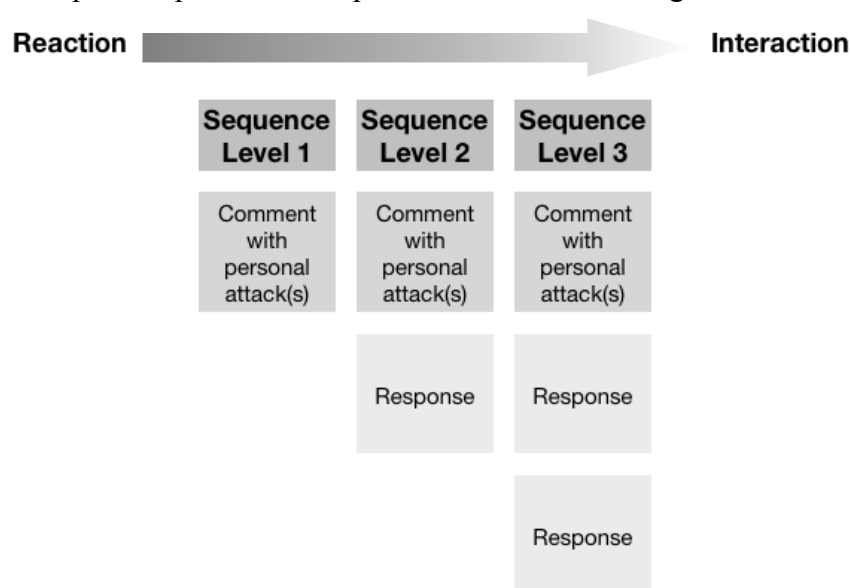 Reaction
Interaction
Sequence Level 1
Sequence Level 2
Sequence Level 3
Comment
with
personal
attack(s)
Comment
with
personal
attack(s)
Comment
with
personal
attack(s)
Response
Response
Response